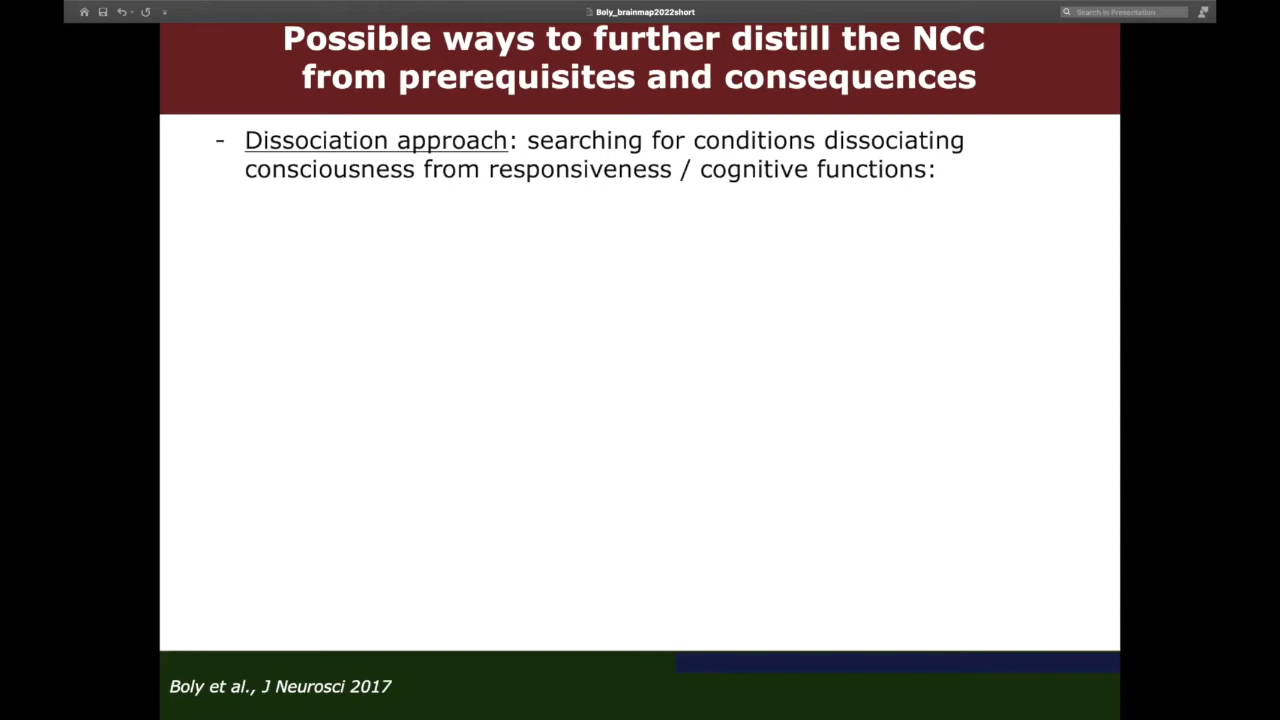 Boly_brainmap2022short
Search in Presentation
Possible ways to further distill the NCC
from prerequisites and consequences
- Dissociation approach: searching for conditions dissociating
consciousness from responsiveness / cognitive functions:
Boly et al., J Neurosci 2017